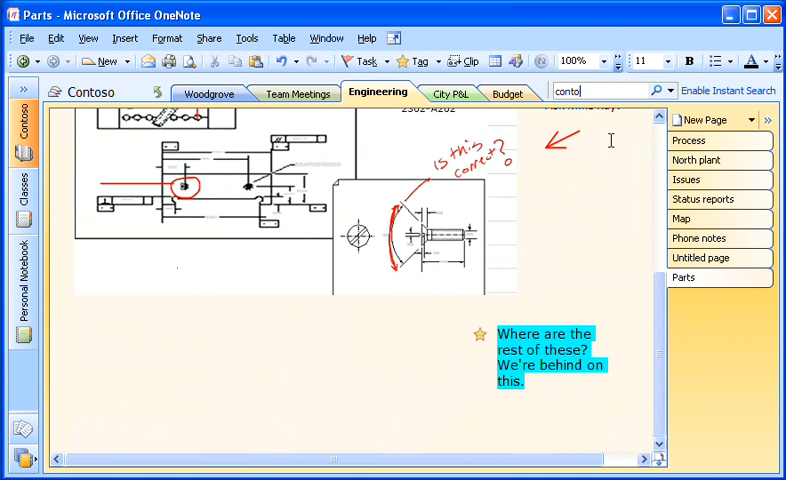 Parts - Microsoft Office OneNote
File Edit View Insert Format Share Tools Table Window Help
New Task Tag Clip 100% 11 B A
Contoso Woodgrove Team Meetings Engineering City P&L Budget conto Enable Instant Search
New Page
Process
North plant
Issues
Status reports
Map
Phone notes
Untitled page
Parts
Contoso
Classes
Personal Notebook
2302-A202
Is this
correct?
Where are the
rest of these?
We're behind on
this.